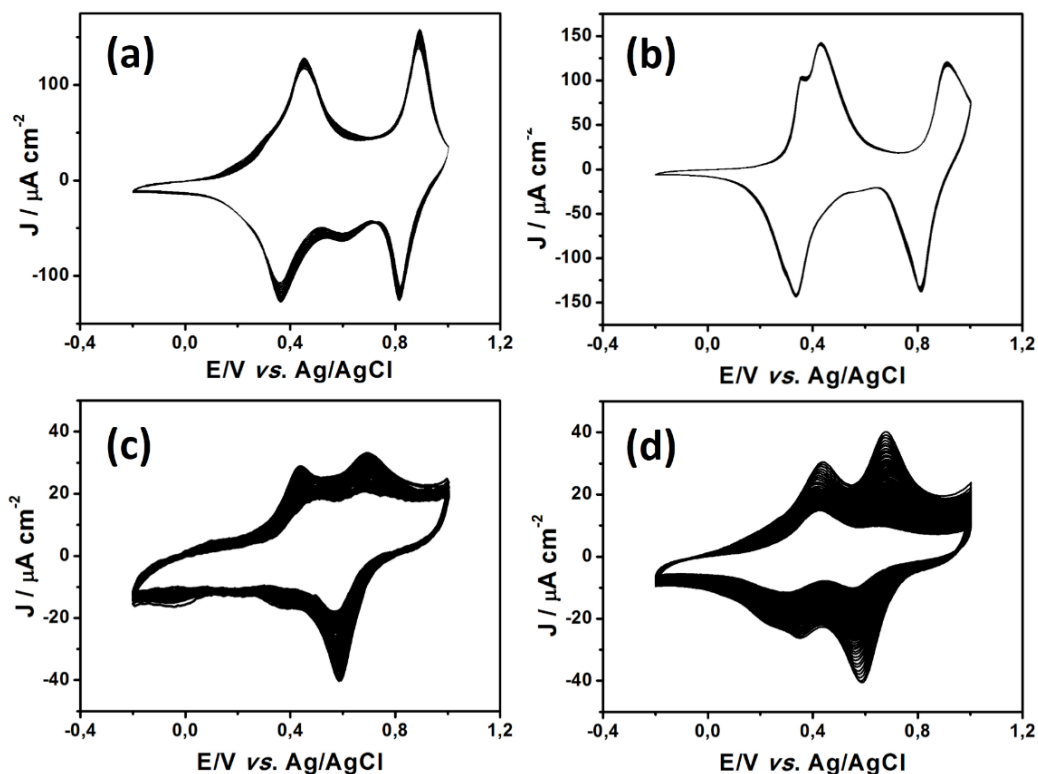 (a)
J / µA cm-2
100
0
-100
-0,4 0,0 0,4 0,8 1,2
E/V vs. Ag/AgCl
(b)
J / µA cm-2
150
100
50
0
-50
-100
-150
-0,4 0,0 0,4 0,8 1,2
E/V vs. Ag/AgCl
(c)
J / µA cm-2
40
20
0
-20
-40
-0,4 0,0 0,4 0,8 1,2
E/V vs. Ag/AgCl
(d)
J / µA cm-2
40
20
0
-20
-40
-0,4 0,0 0,4 0,8 1,2
E/V vs. Ag/AgCl